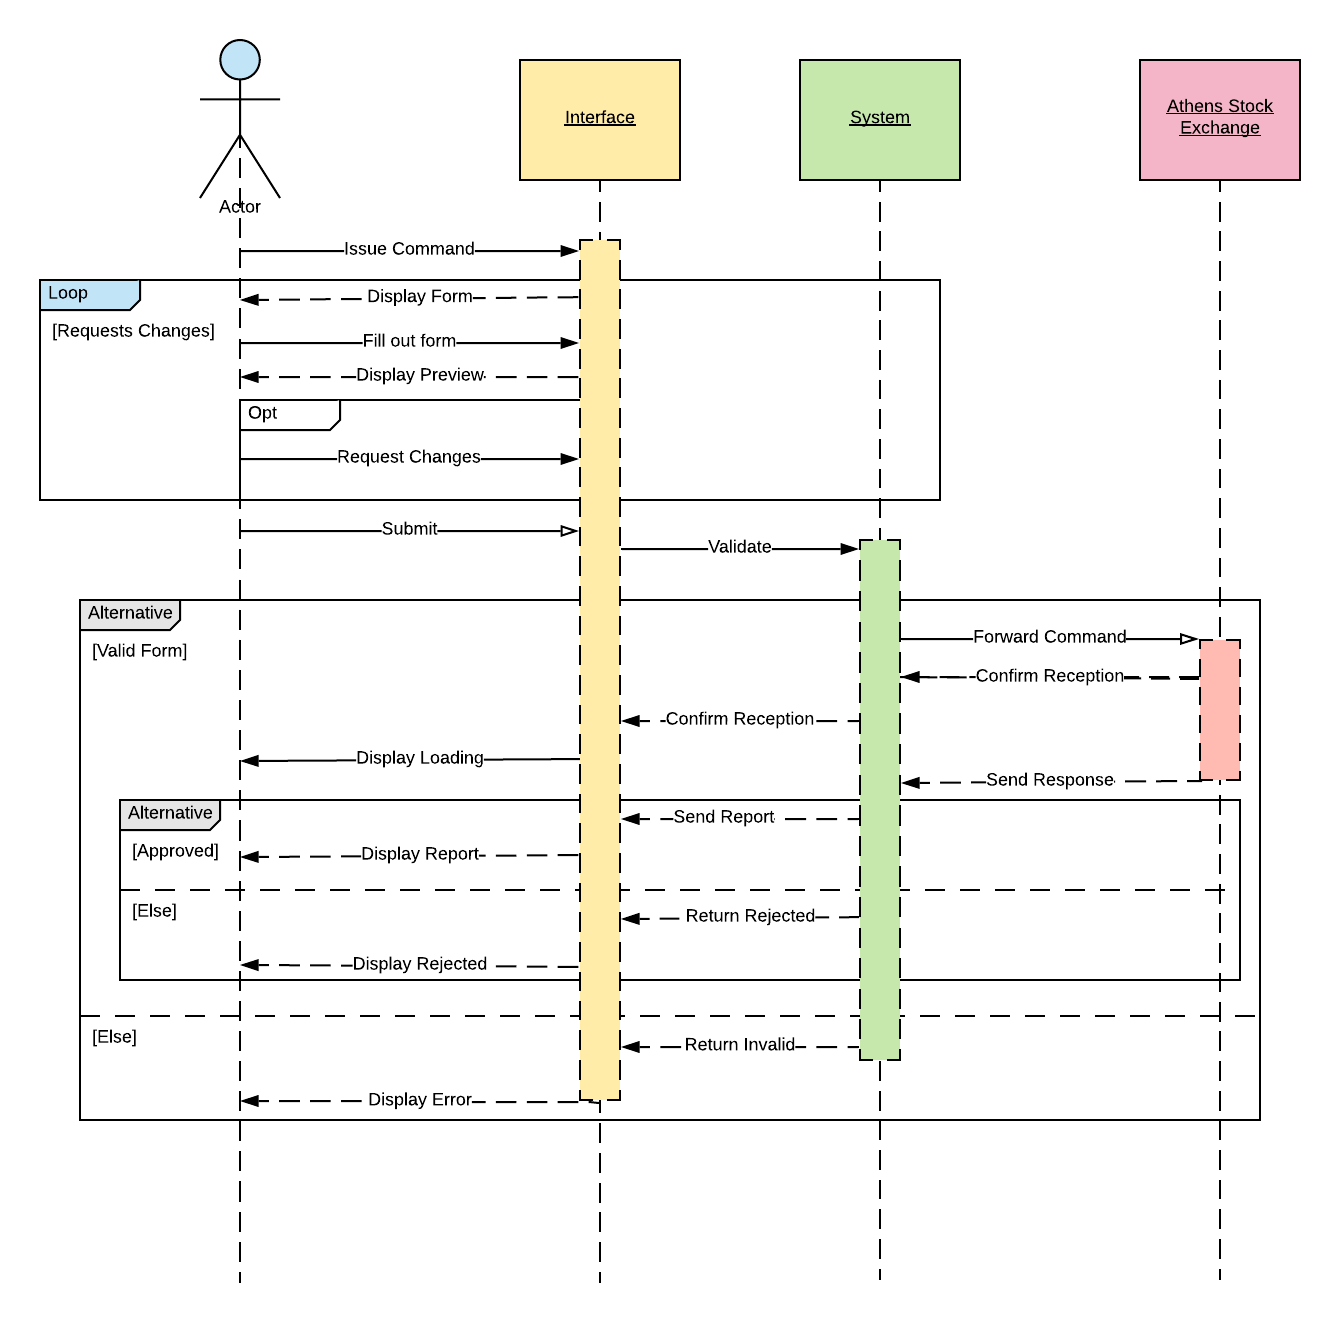 Actor
Interface
System
Athens Stock
Exchange
Issue Command
Loop
Display Form
[Requests Changes]
Fill out form
Display Preview
Opt
Request Changes
Submit
Validate
Alternative
[Valid Form]
Forward Command
Confirm Reception
Confirm Reception
Display Loading
Send Response
Alternative
Send Report
[Approved]
Display Report
[Else]
Return Rejected
Display Rejected
[Else]
Return Invalid
Display Error